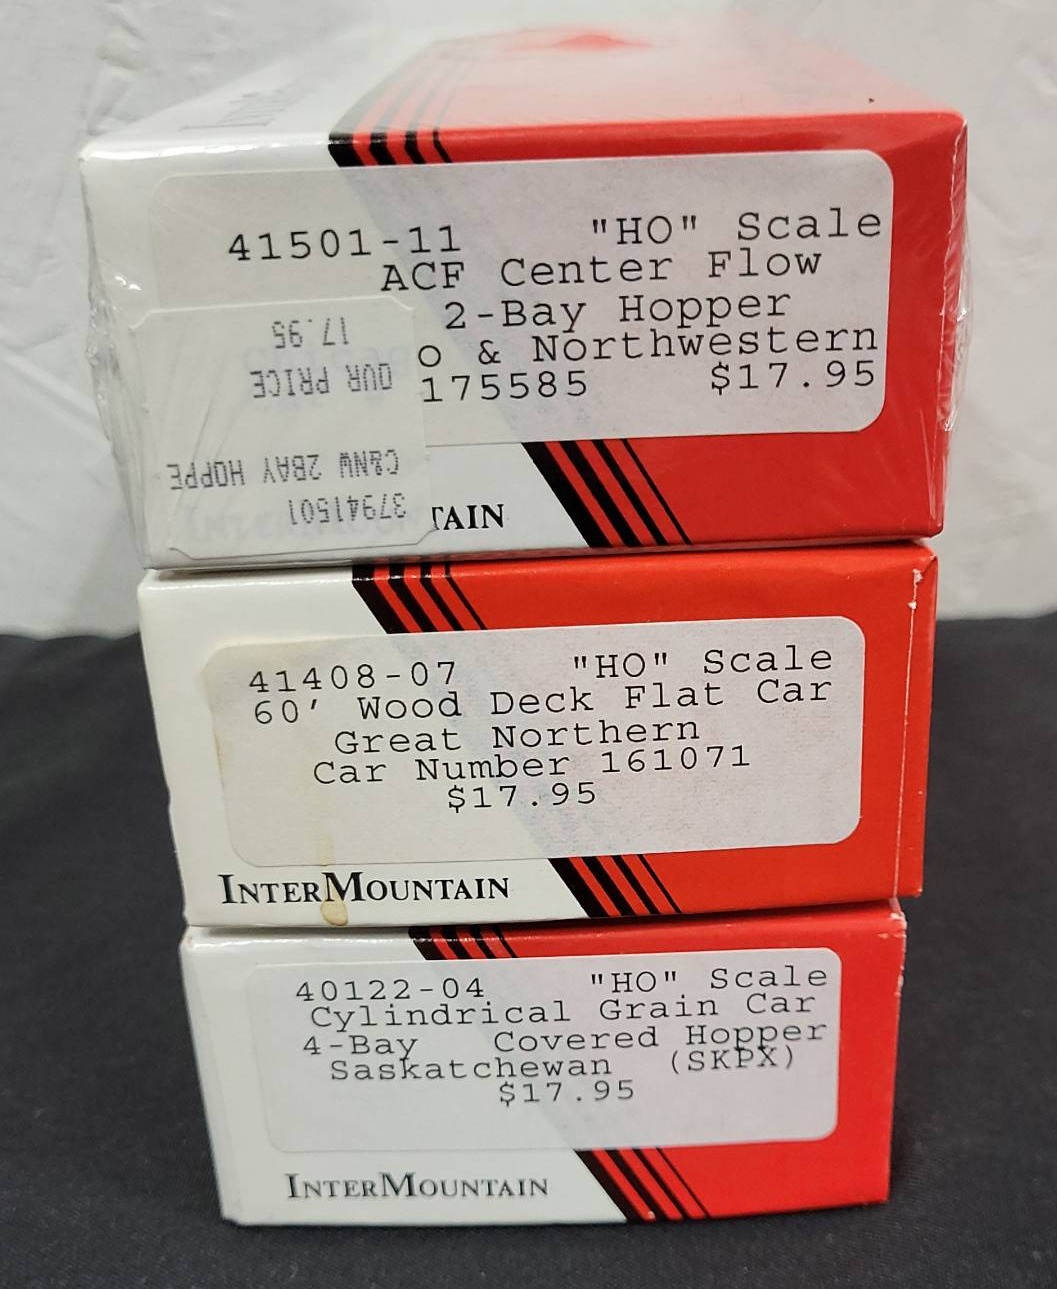 41501-11 "HO" Scale
ACF Center Flow
2-Bay Hopper
o & Northwestern
175585 $17.95
17.95
OUR PRICE
C&NW 2BAY HOPPE
37941501
TAIN
41408-07 "HO" Scale
60' Wood Deck Flat Car
Great Northern
Car Number 161071
$17.95
INTERMOUNTAIN
40122-04 "HO" Scale
Cylindrical Grain Car
4-Bay Covered Hopper
Saskatchewan (SKPX)
$17.95
INTERMOUNTAIN